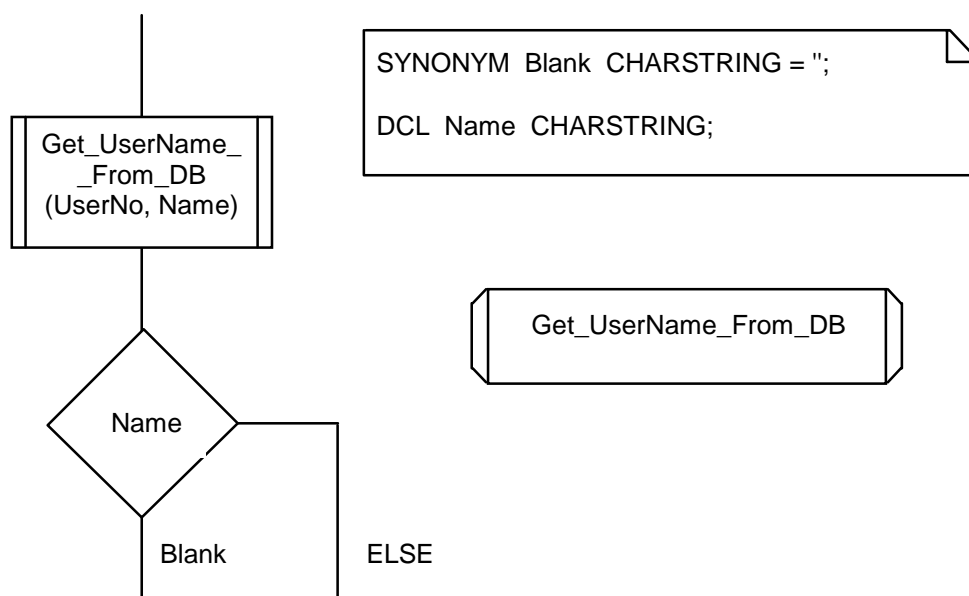 SYNONYM Blank CHARSTRING = '';
DCL Name CHARSTRING;
Get_UserName_
_From_DB
(UserNo, Name)
Get_UserName_From_DB
Name
Blank
ELSE